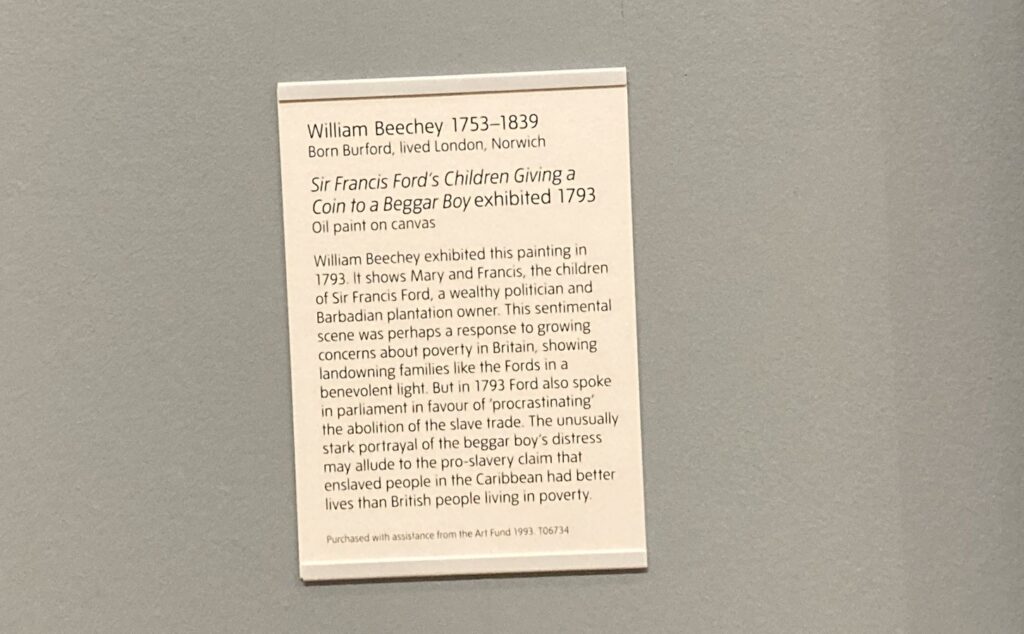 William Beechey 1753–1839
Born Burford, lived London, Norwich
Sir Francis Ford's Children Giving a
Coin to a Beggar Boy exhibited 1793
Oil paint on canvas
William Beechey exhibited this painting in
1793. It shows Mary and Francis, the children
of Sir Francis Ford, a wealthy politician and
Barbadian plantation owner. This sentimental
scene was perhaps a response to growing
concerns about poverty in Britain, showing
landowning families like the Fords in a
benevolent light. But in 1793 Ford also spoke
in parliament in favour of 'procrastinating'
the abolition of the slave trade. The unusually
stark portrayal of the beggar boy's distress
may allude to the pro-slavery claim that
enslaved people in the Caribbean had better
lives than British people living in poverty.
Purchased with assistance from the Art Fund 1993. T06734